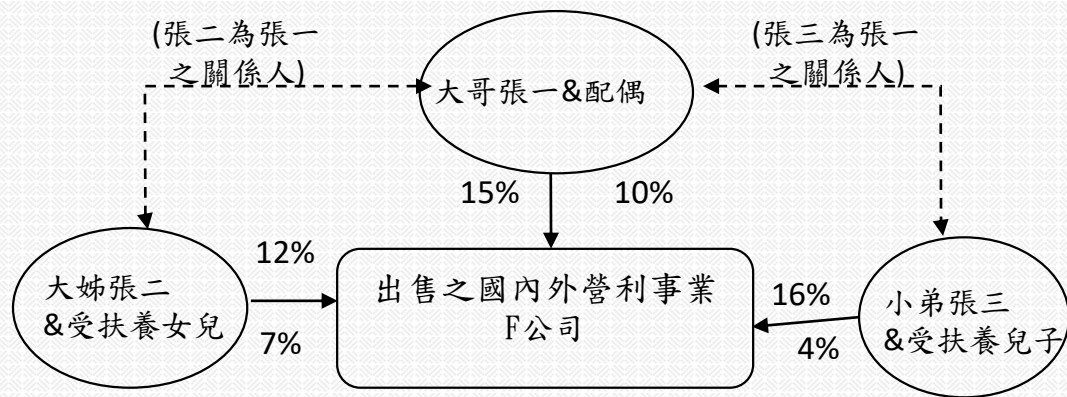 (張二為張一
之關係人)
(張三為張一
之關係人)
大哥張一&配偶
15%
10%
大姊張二
&受扶養女兒
12%
7%
出售之國內外營利事業
F公司
16%
4%
小弟張三
&受扶養兒子